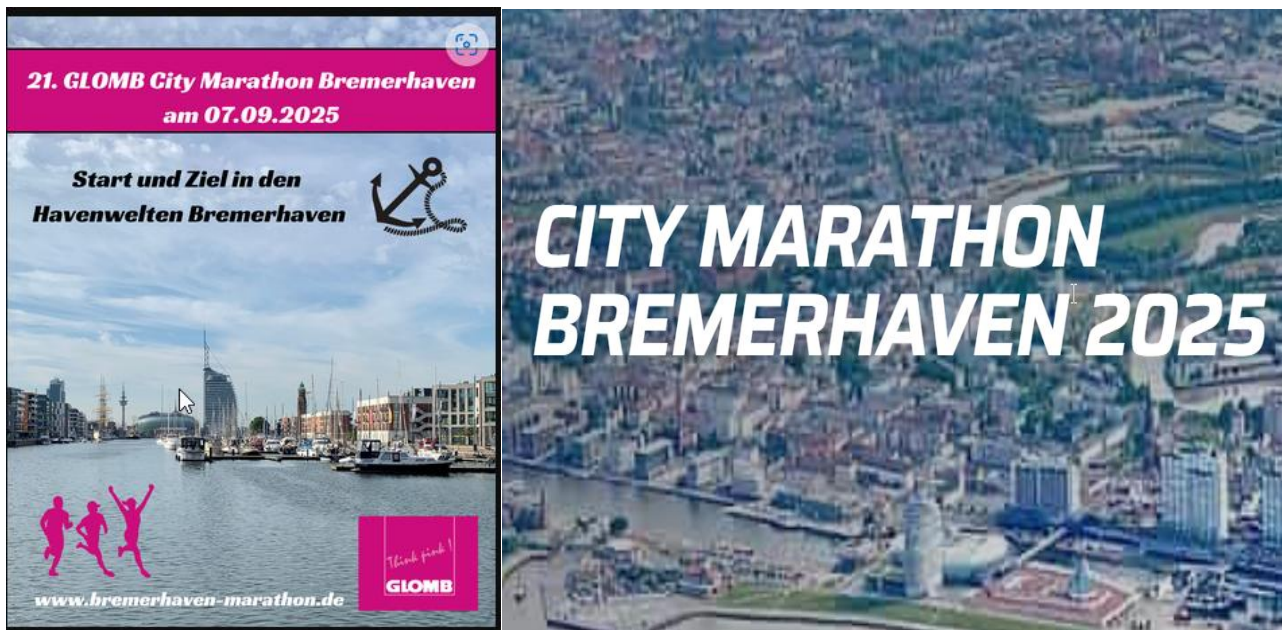 21. GLOMB City Marathon Bremerhaven
am 07.09.2025
Start und Ziel in den
Havenwelten Bremerhaven
Think pink !
GLOMB
www.bremerhaven-marathon.de
CITY MARATHON
BREMERHAVEN 2025